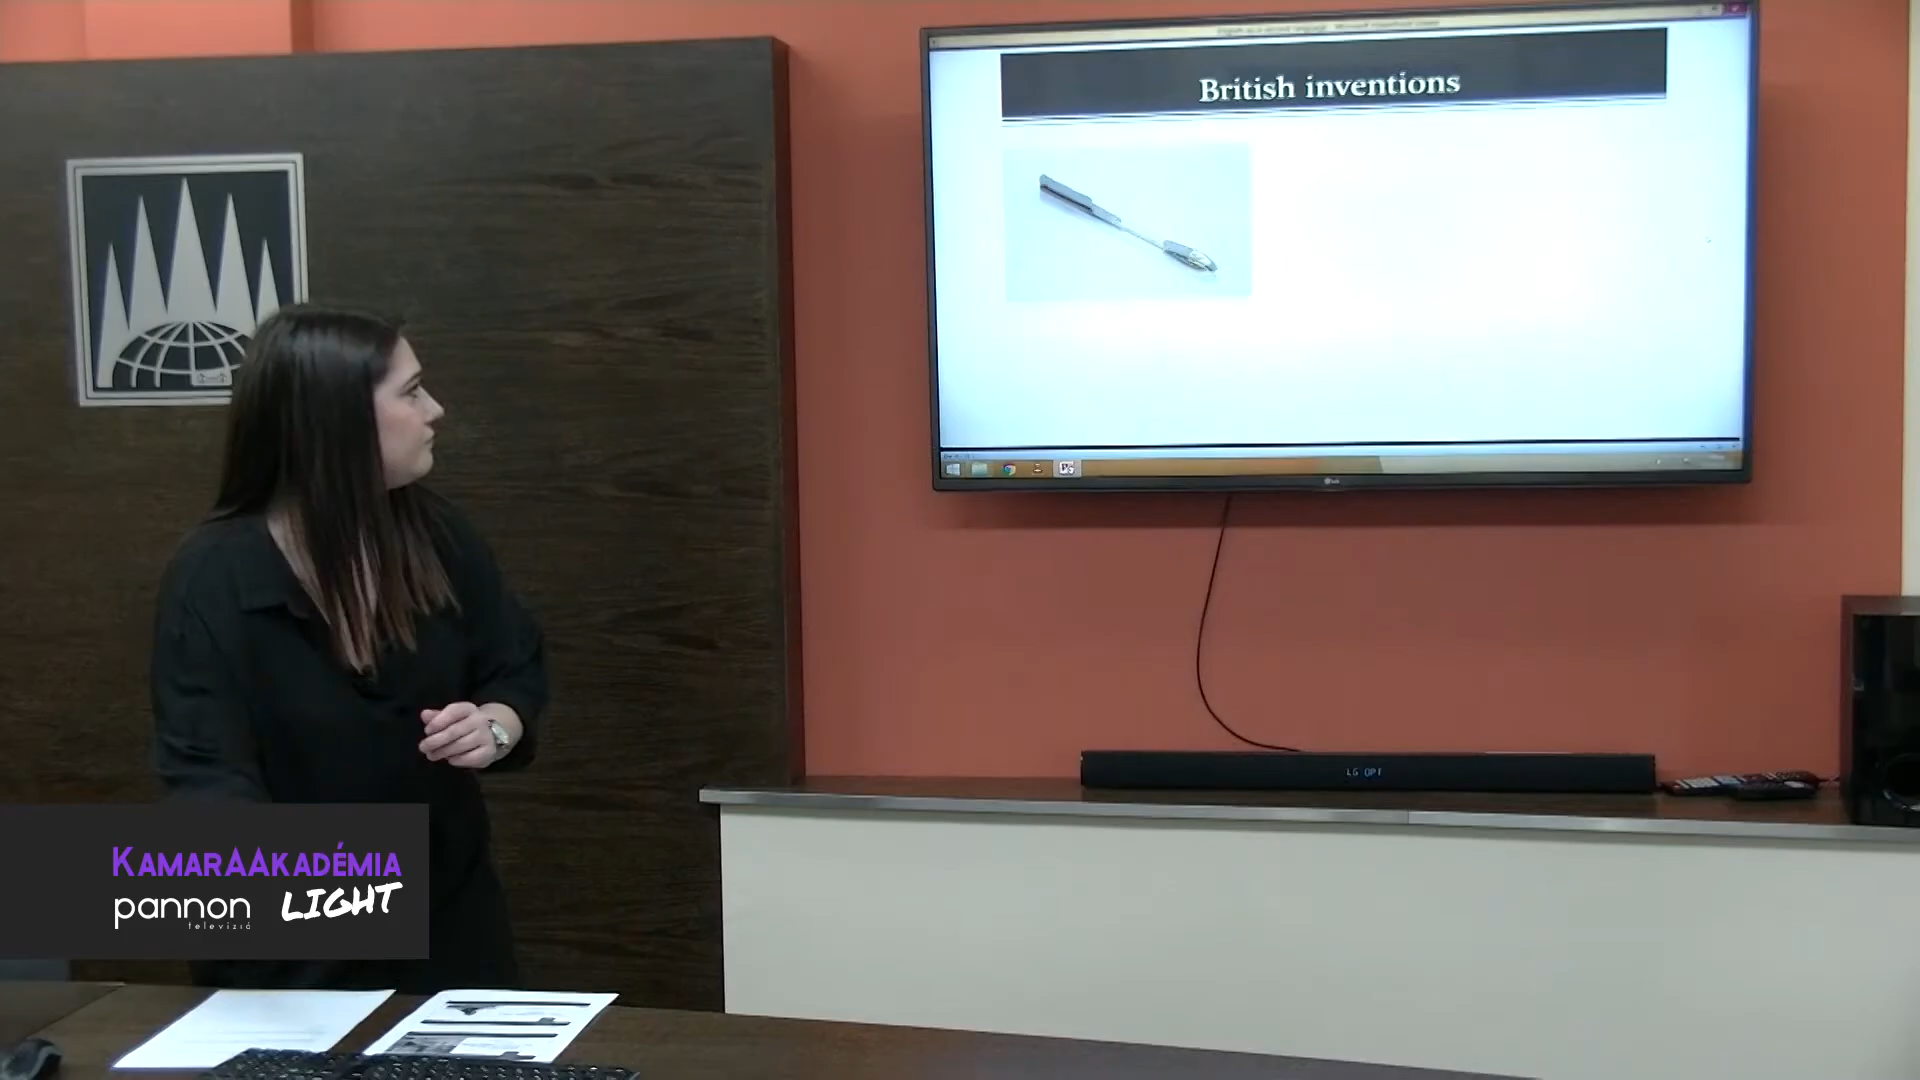 British inventions
LG OPT
KAMARAAKADÉMIA
pannon LIGHT
televízió